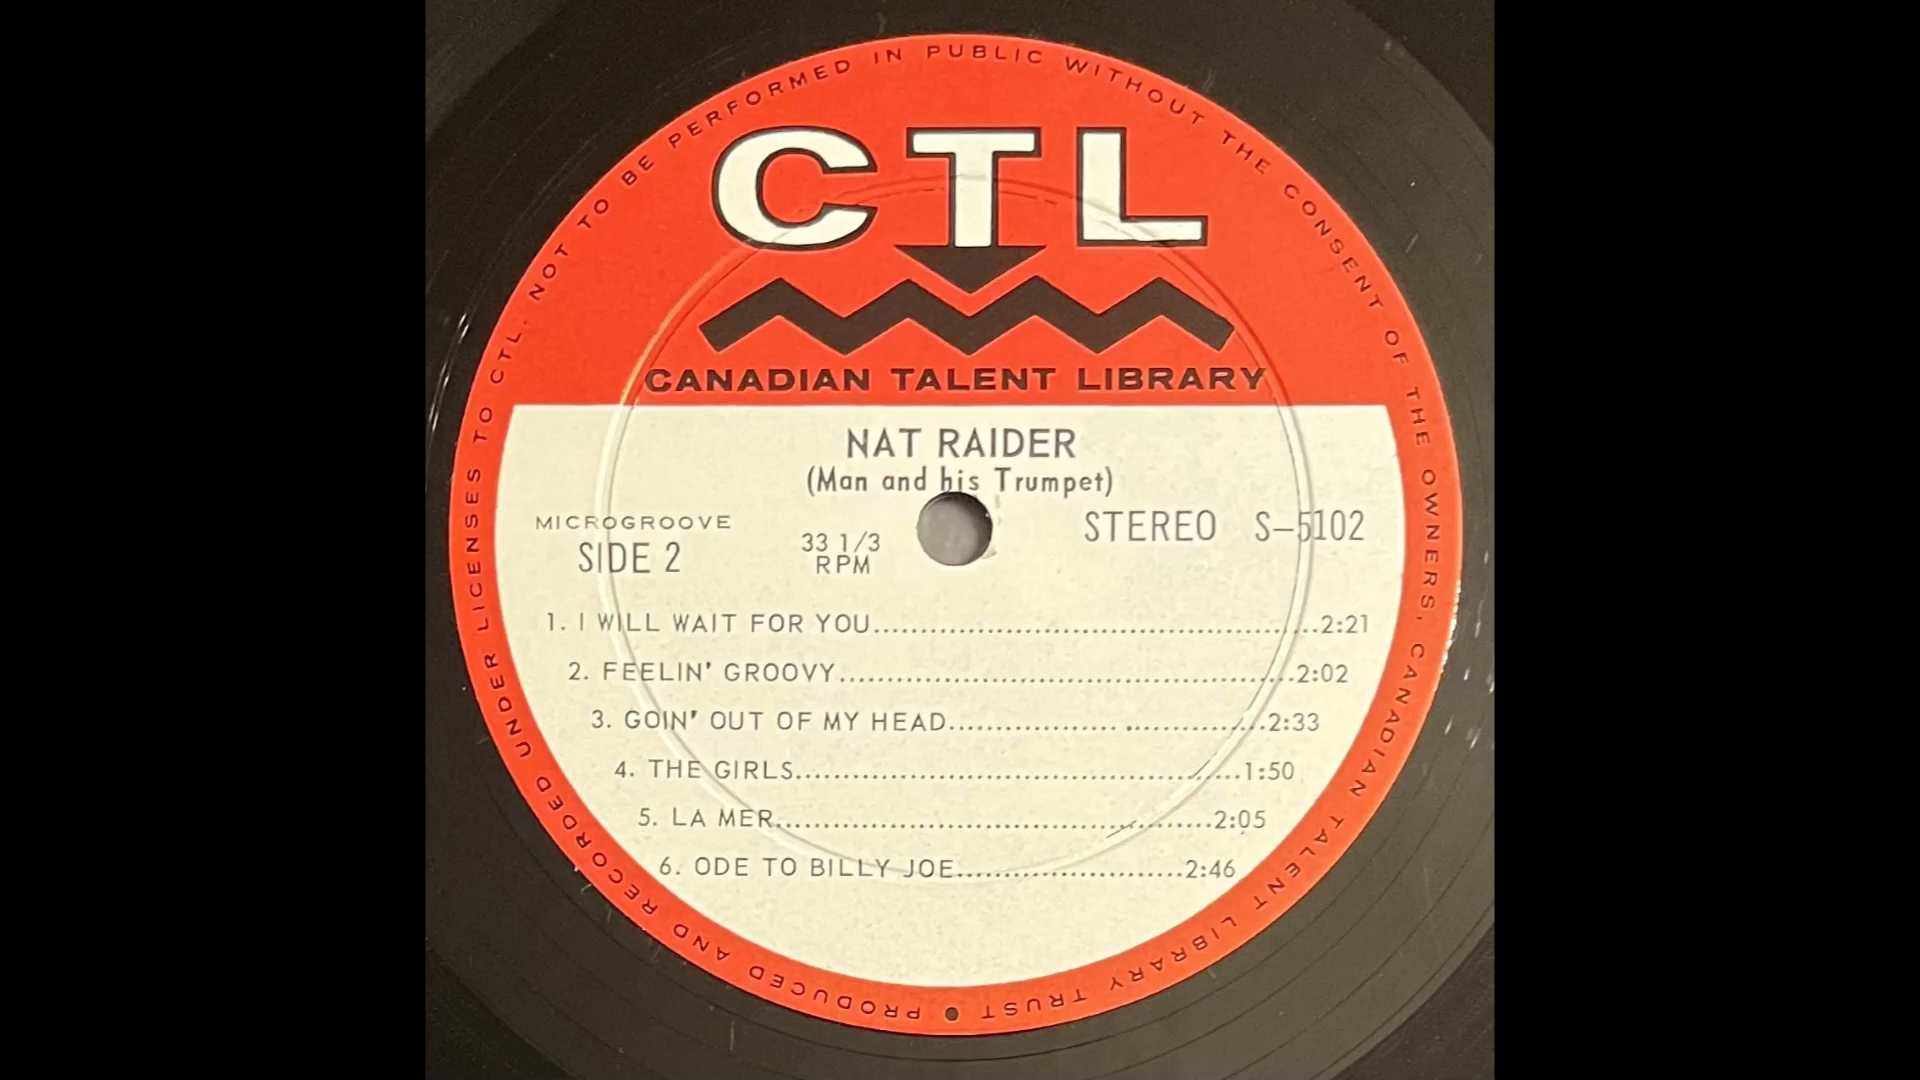 PRODUCED AND RECORDED UNDER LICENSES TO CTL. NOT TO BE PERFORMED IN PUBLIC WITHOUT THE CONSENT OF THE OWNERS, CANADIAN TALENT LIBRARY TRUST •
CTL
CANADIAN TALENT LIBRARY
NAT RAIDER
(Man and his Trumpet)
MICROGROOVE
SIDE 2
33 1/3
RPM
STEREO S-5102
1. I WILL WAIT FOR YOU..........................................................2:21
2. FEELIN' GROOVY..........................................................2:02
3. GOIN' OUT OF MY HEAD........................................2:33
4. THE GIRLS.........................................................1:50
5. LA MER.......................................................2:05
6. ODE TO BILLY JOE.............................2:46